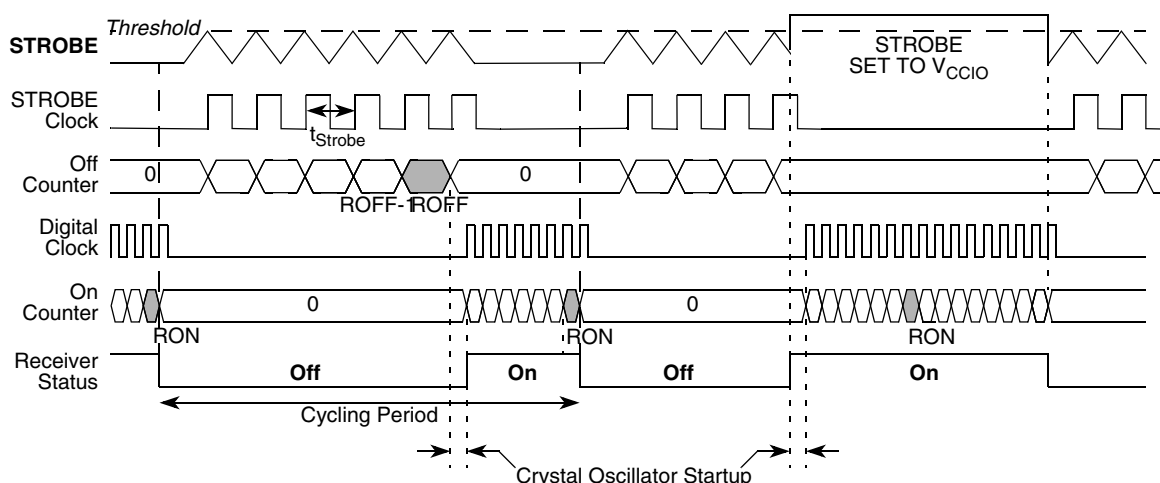 Threshold
STROBE
STROBE
SET TO VCCIO
STROBE
Clock
tStrobe
Off
Counter
0
0
ROFF-1
ROFF
Digital
Clock
On
Counter
0
0
RON
RON
RON
Receiver
Status
Off
On
Off
On
Cycling Period
Crystal Oscillator Startup